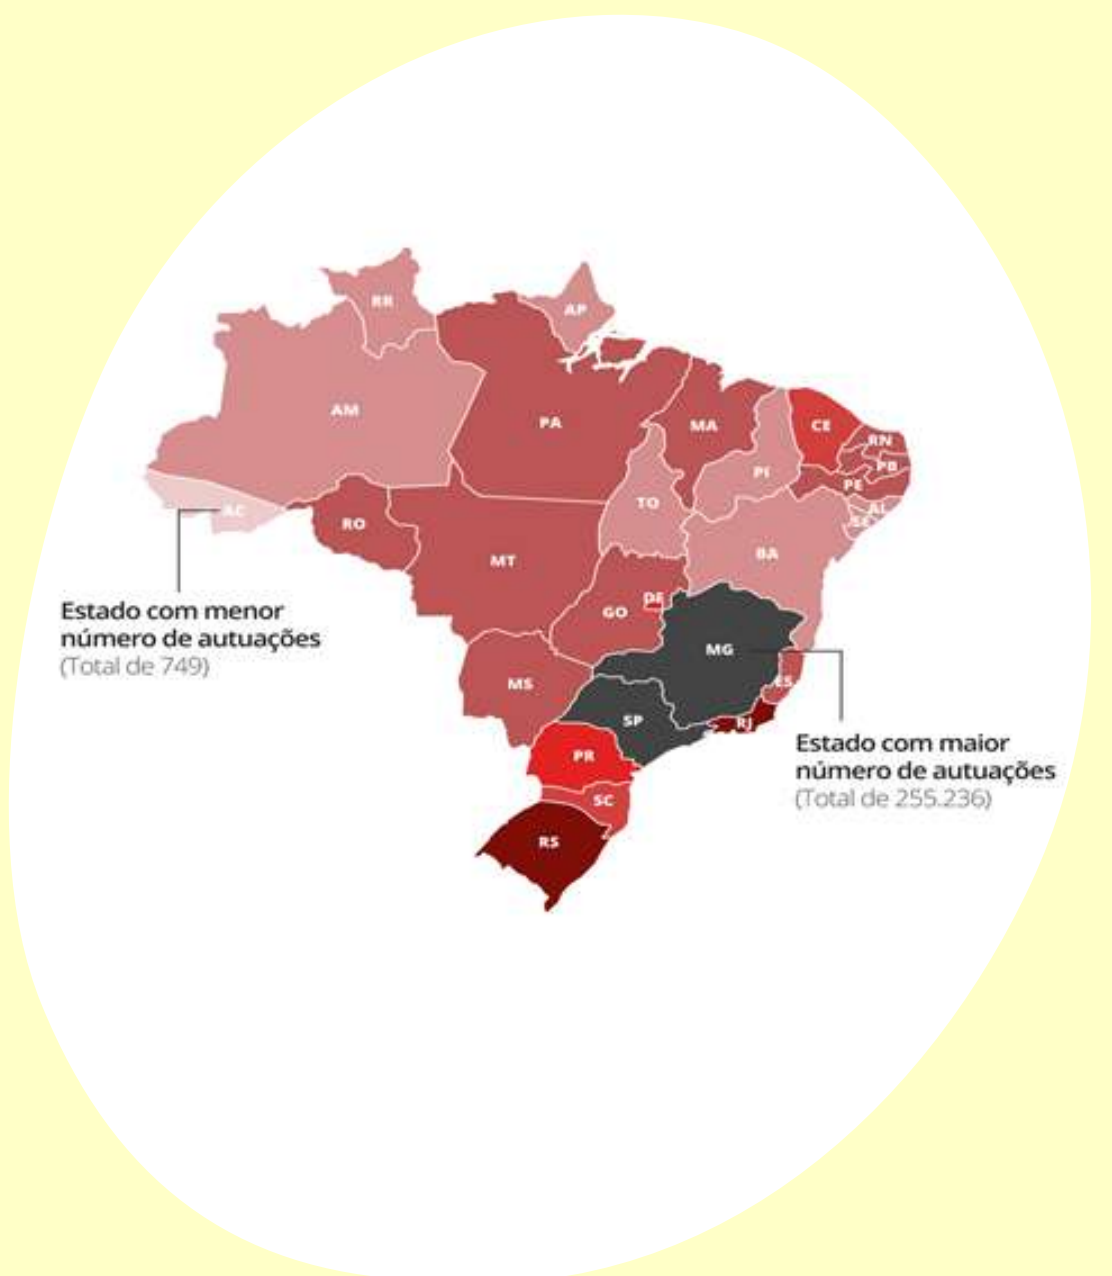 RR
AP
AM
PA
MA
CE
RN
PB
PE
PI
AL
SE
TO
AC
RO
BA
MT
DF
GO
MG
MS
ES
SP
RJ
PR
SC
RS
Estado com menor
número de autuações
(Total de 749)
Estado com maior
número de autuações
(Total de 255.236)